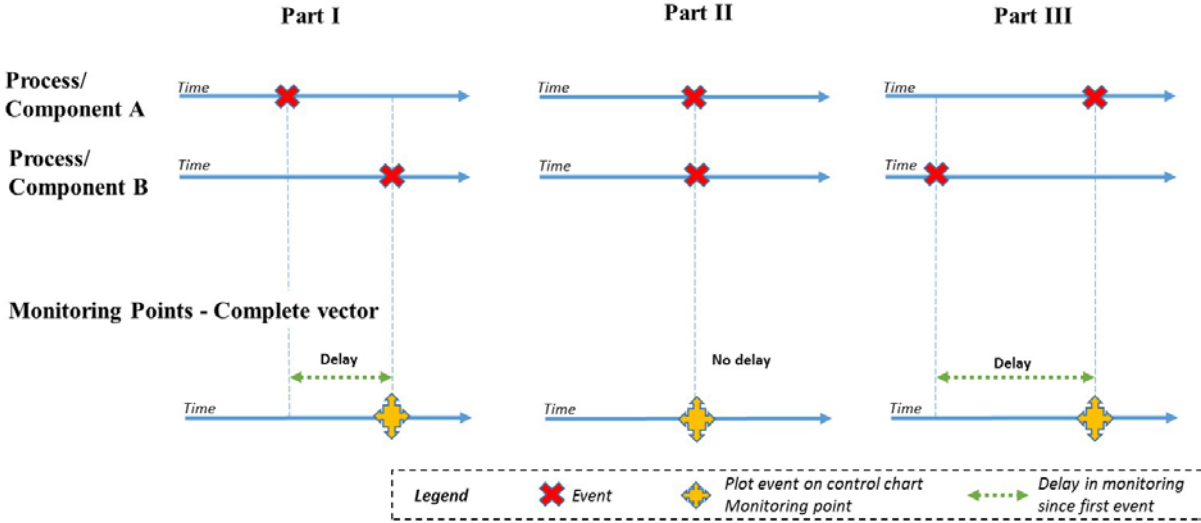 Part I
Part II
Part III
Process/
Component A
Time
Time
Time
Process/
Component B
Time
Time
Time
Monitoring Points - Complete vector
Delay
No delay
Delay
Time
Time
Time
Legend
Event
Plot event on control chart
Monitoring point
Delay in monitoring
since first event